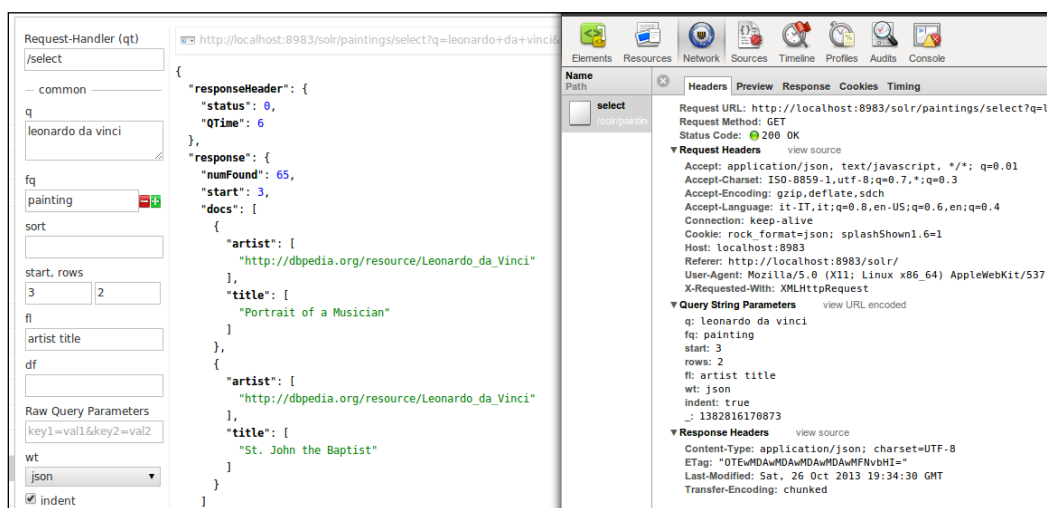 Request-Handler (qt)
/select
common
q
leonardo da vinci
fq
painting
sort
start, rows
3 2
fl
artist title
df
Raw Query Parameters
key1=val1&key2=val2
wt
json
indent
http://localhost:8983/solr/paintings/select?q=leonardo+da+vinci&
{
"responseHeader": {
"status": 0,
"QTime": 6
},
"response": {
"numFound": 65,
"start": 3,
"docs": [
{
"artist": [
"http://dbpedia.org/resource/Leonardo_da_Vinci"
],
"title": [
"Portrait of a Musician"
]
},
{
"artist": [
"http://dbpedia.org/resource/Leonardo_da_Vinci"
],
"title": [
"St. John the Baptist"
]
}
]
Elements Resources Network Sources Timeline Profiles Audits Console
Name
Path
select
/solr/paintin
Headers Preview Response Cookies Timing
Request URL: http://localhost:8983/solr/paintings/select?q=l
Request Method: GET
Status Code: 200 OK
Request Headers view source
Accept: application/json, text/javascript, */*; q=0.01
Accept-Charset: ISO-8859-1,utf-8;q=0.7,*;q=0.3
Accept-Encoding: gzip,deflate,sdch
Accept-Language: it-IT,it;q=0.8,en-US;q=0.6,en;q=0.4
Connection: keep-alive
Cookie: rock_format=json; splashShown1.6=1
Host: localhost:8983
Referer: http://localhost:8983/solr/
User-Agent: Mozilla/5.0 (X11; Linux x86_64) AppleWebKit/537
X-Requested-With: XMLHttpRequest
Query String Parameters view URL encoded
q: leonardo da vinci
fq: painting
start: 3
rows: 2
fl: artist title
wt: json
indent: true
_: 1382816170873
Response Headers view source
Content-Type: application/json; charset=UTF-8
ETag: "OTEwMDAwMDAwMDAwMDAwMFNvbHI="
Last-Modified: Sat, 26 Oct 2013 19:34:30 GMT
Transfer-Encoding: chunked